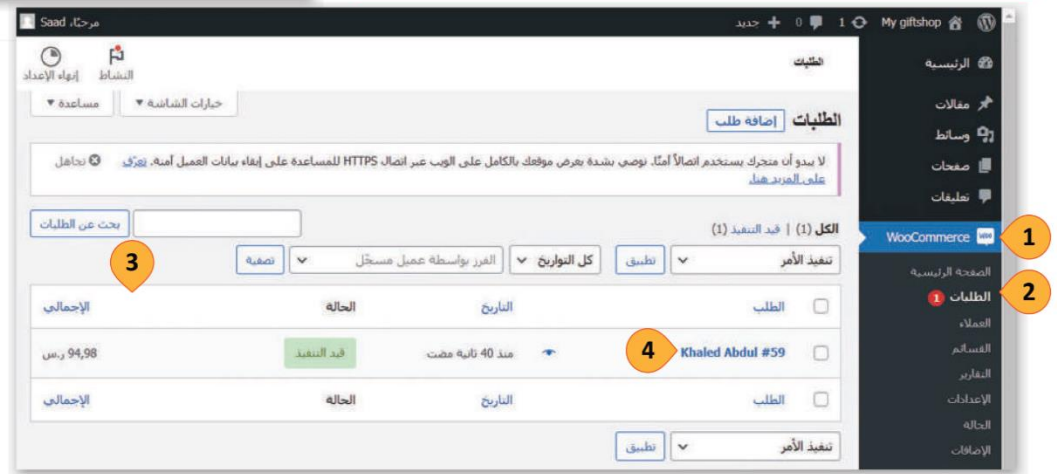 My giftshop
1
0
+ جديد
مرحبًا، Saad
الرئيسية
مقالات
وسائط
صفحات
تعليقات
WooCommerce
1
الصفحة الرئيسية
الطلبات 1
2
العملاء
القسائم
التقارير
الإعدادات
الحالة
الإضافات
الطلبات
النشاط
إنهاء الإعداد
خيارات الشاشة ▼
مساعدة ▼
الطلبات إضافة طلب
لا يبدو أن متجرك يستخدم اتصالاً آمنًا. نوصي بشدة بعرض موقعك بالكامل على الويب عبر اتصال HTTPS للمساعدة على إبقاء بيانات العميل آمنة. تعرّف
على المزيد هنا.
تجاهل
الكل (1) | قيد التنفيذ (1)
بحث عن الطلبات
تنفيذ الأمر تطبيق كل التواريخ الفرز بواسطة عميل مسجّل تصفية
3
الطلب التاريخ الحالة الإجمالي
Khaled Abdul #59 4 منذ 40 ثانية مضت قيد التنفيذ 94,98 ر.س
الطلب التاريخ الحالة الإجمالي
تنفيذ الأمر تطبيق